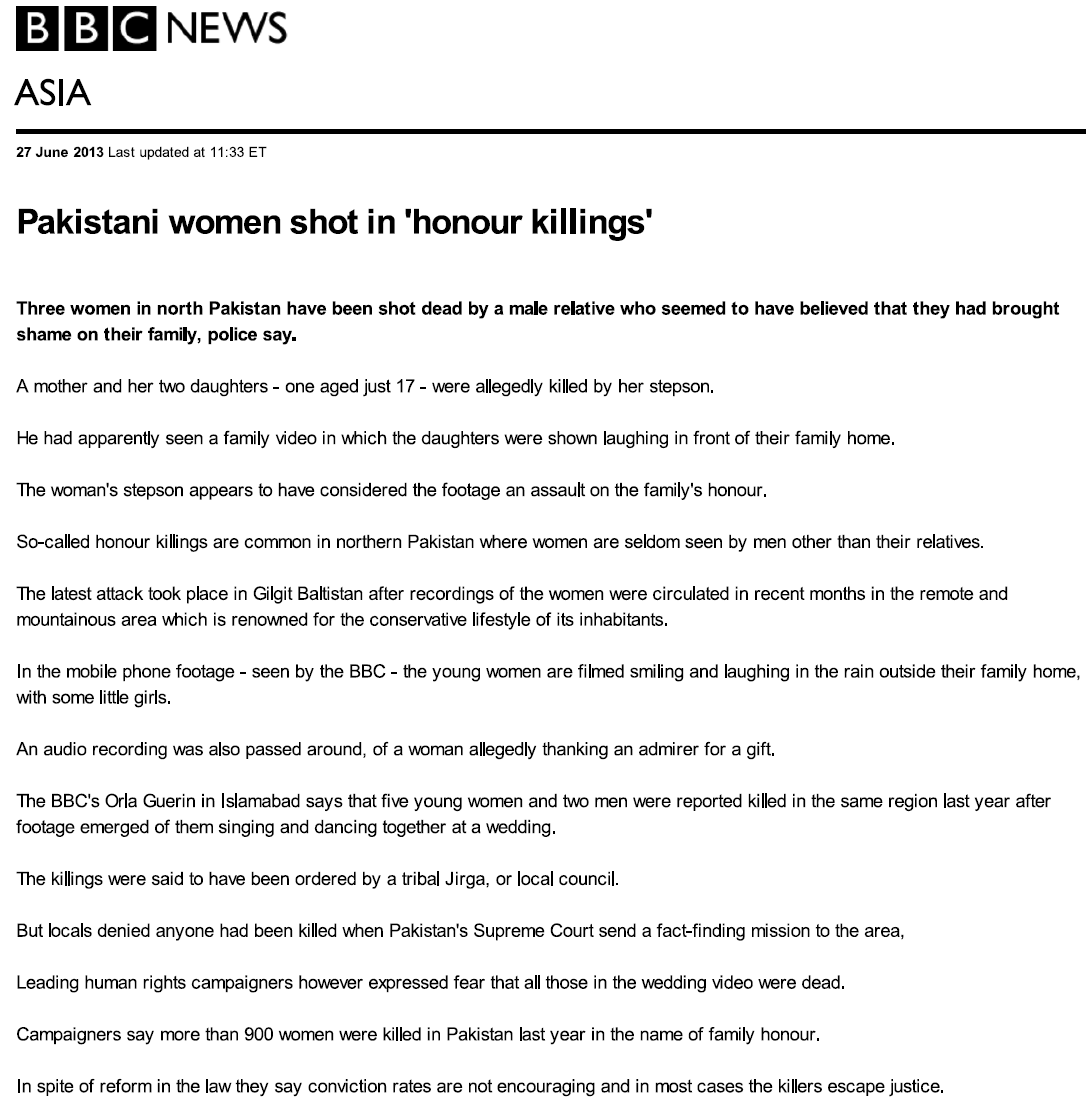 BBC NEWS
ASIA
27 June 2013 Last updated at 11:33 ET
Pakistani women shot in 'honour killings'
Three women in north Pakistan have been shot dead by a male relative who seemed to have believed that they had brought
shame on their family, police say.
A mother and her two daughters - one aged just 17 - were allegedly killed by her stepson.
He had apparently seen a family video in which the daughters were shown laughing in front of their family home.
The woman's stepson appears to have considered the footage an assault on the family's honour.
So-called honour killings are common in northern Pakistan where women are seldom seen by men other than their relatives.
The latest attack took place in Gilgit Baltistan after recordings of the women were circulated in recent months in the remote and
mountainous area which is renowned for the conservative lifestyle of its inhabitants.
In the mobile phone footage - seen by the BBC - the young women are filmed smiling and laughing in the rain outside their family home,
with some little girls.
An audio recording was also passed around, of a woman allegedly thanking an admirer for a gift.
The BBC's Orla Guerin in Islamabad says that five young women and two men were reported killed in the same region last year after
footage emerged of them singing and dancing together at a wedding.
The killings were said to have been ordered by a tribal Jirga, or local council.
But locals denied anyone had been killed when Pakistan's Supreme Court send a fact-finding mission to the area,
Leading human rights campaigners however expressed fear that all those in the wedding video were dead.
Campaigners say more than 900 women were killed in Pakistan last year in the name of family honour.
In spite of reform in the law they say conviction rates are not encouraging and in most cases the killers escape justice.